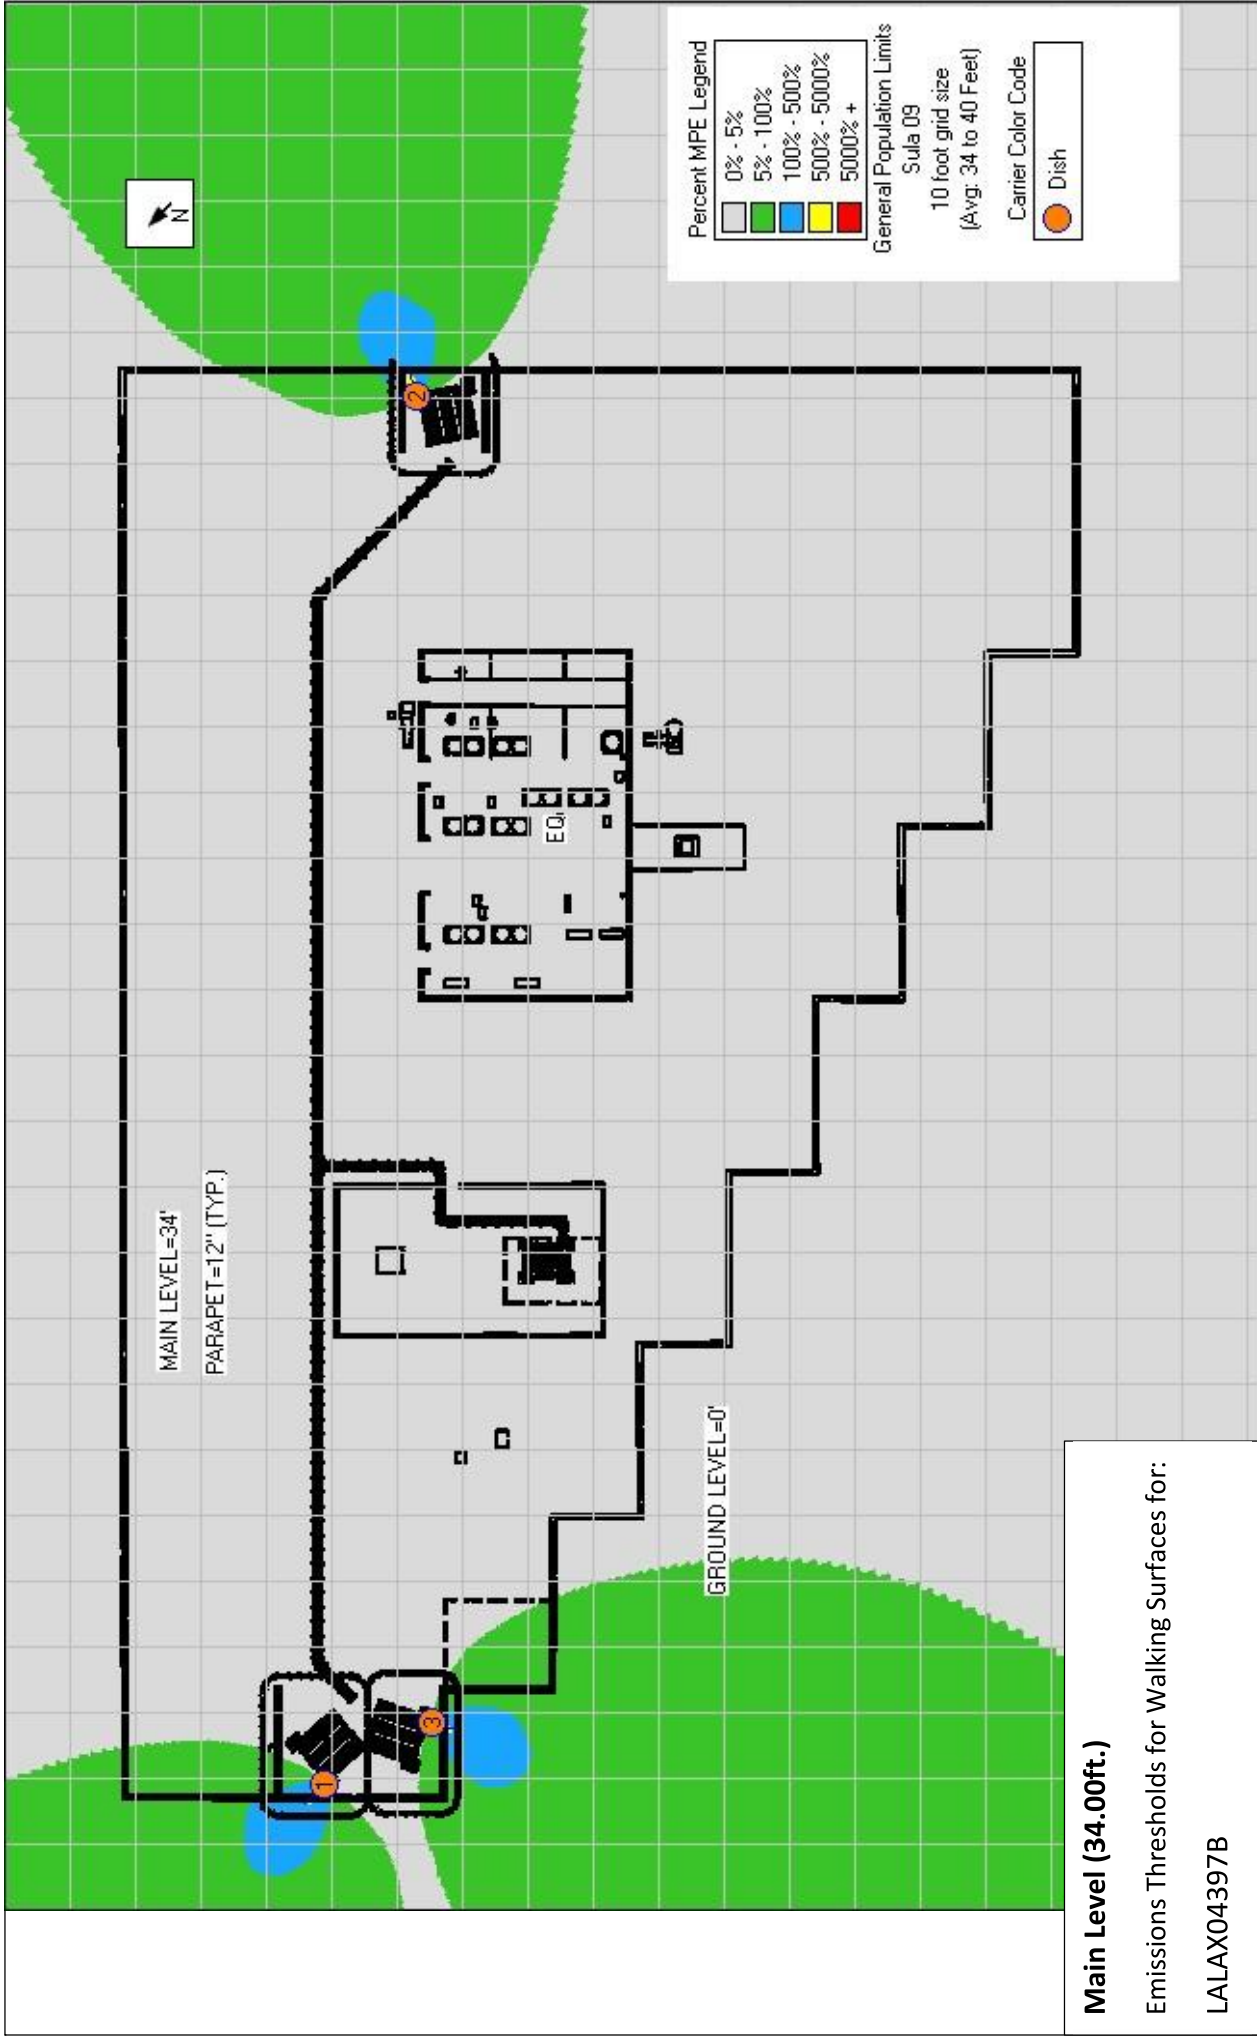 MAIN LEVEL=34'
PARAPET=12" (TYP.)
N
1
2
3
EQ
GROUND LEVEL=0'
Percent MPE Legend
0% - 5%
5% - 100%
100% - 500%
500% - 5000%
5000% +
General Population Limits
Sula 09
10 foot grid size
(Avg: 34 to 40 Feet)
Carrier Color Code
Dish
Main Level (34.00ft.)
Emissions Thresholds for Walking Surfaces for:
LALAX04397B